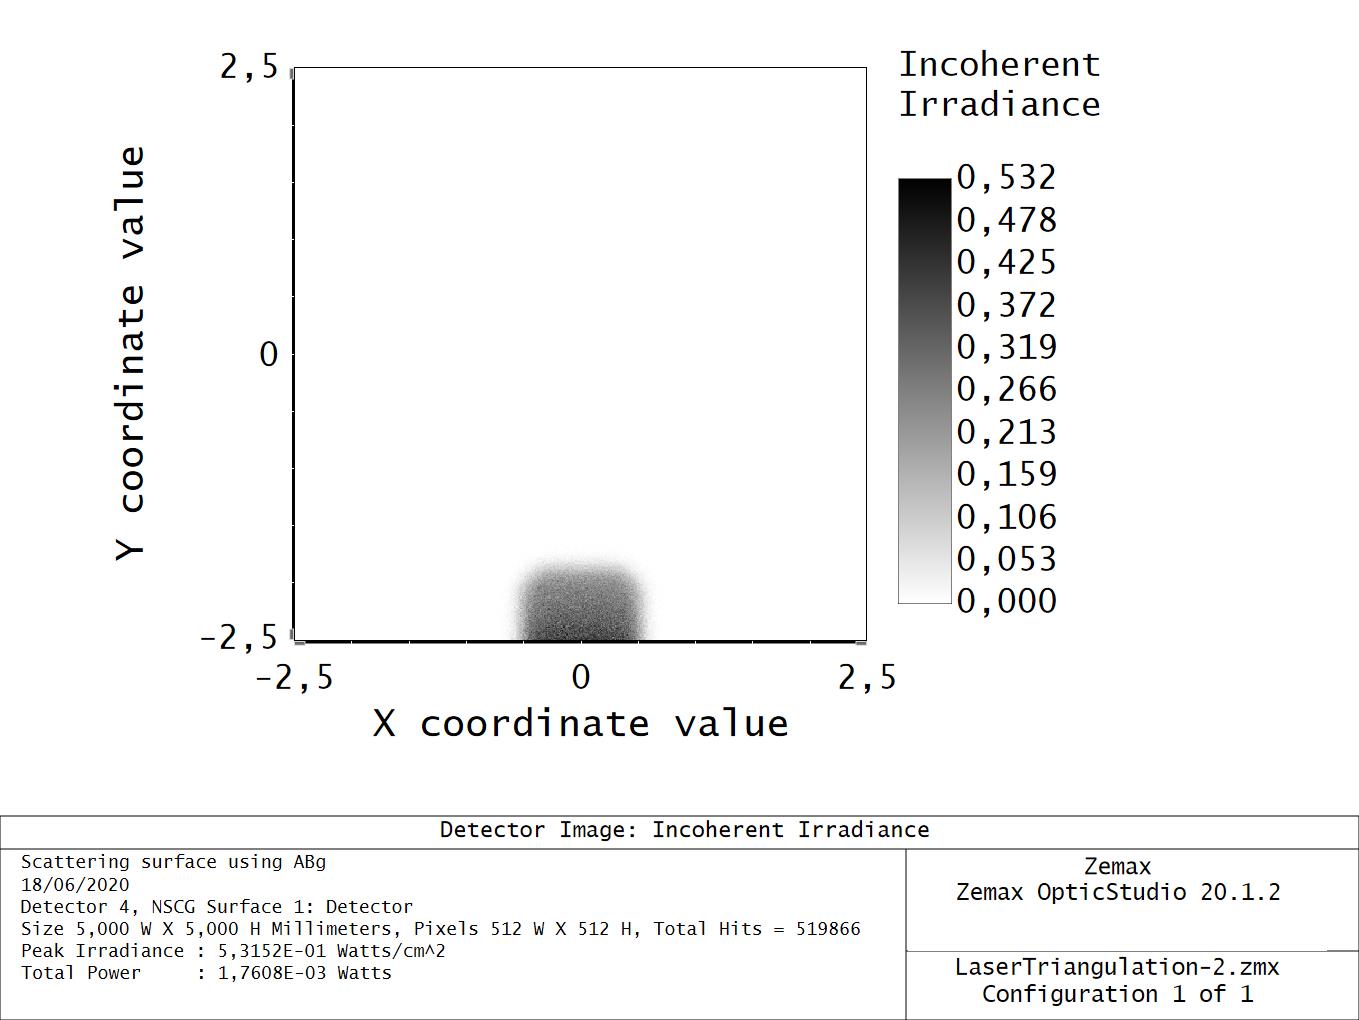 Incoherent
Irradiance
2,5
0
-2,5
Y coordinate value
-2,5
0
2,5
X coordinate value
0,532
0,478
0,425
0,372
0,319
0,266
0,213
0,159
0,106
0,053
0,000
Detector Image: Incoherent Irradiance
Scattering surface using ABg
18/06/2020
Detector 4, NSCG Surface 1: Detector
Size 5,000 W X 5,000 H Millimeters, Pixels 512 W X 512 H, Total Hits = 519866
Peak Irradiance : 5,3152E-01 Watts/cm^2
Total Power     : 1,7608E-03 Watts
Zemax
Zemax OpticStudio 20.1.2
LaserTriangulation-2.zmx
Configuration 1 of 1